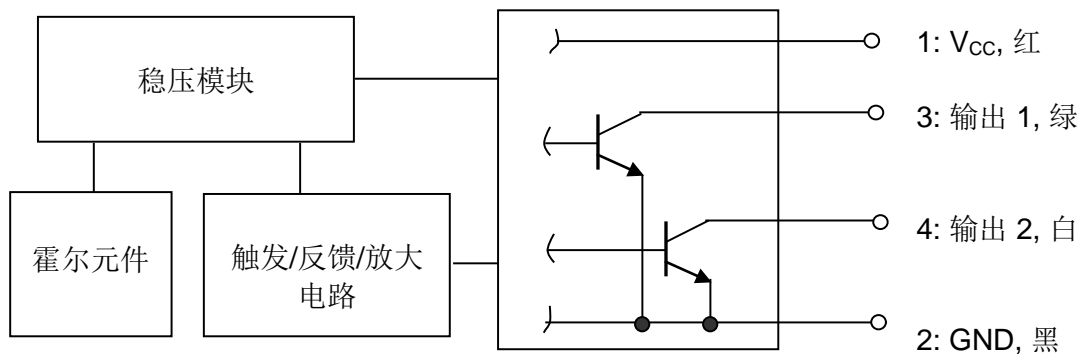 稳压模块
霍尔元件
触发/反馈/放大
电路
1: VCC, 红
3: 输出 1, 绿
4: 输出 2, 白
2: GND, 黑